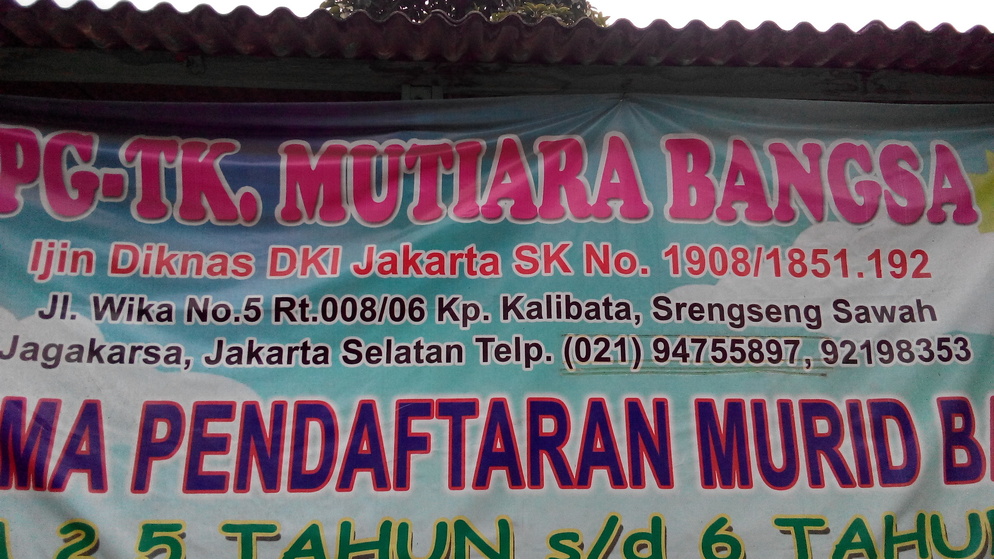 PG-TK. MUTIARA BANGSA
Ijin Diknas DKI Jakarta SK No. 1908/1851.192
Jl. Wika No.5 Rt.008/06 Kp. Kalibata, Srengseng Sawah
Jagakarsa, Jakarta Selatan Telp. (021) 94755897, 92198353
MA PENDAFTARAN MURID BA
2,5 TAHUN s/d 6 TAHUN